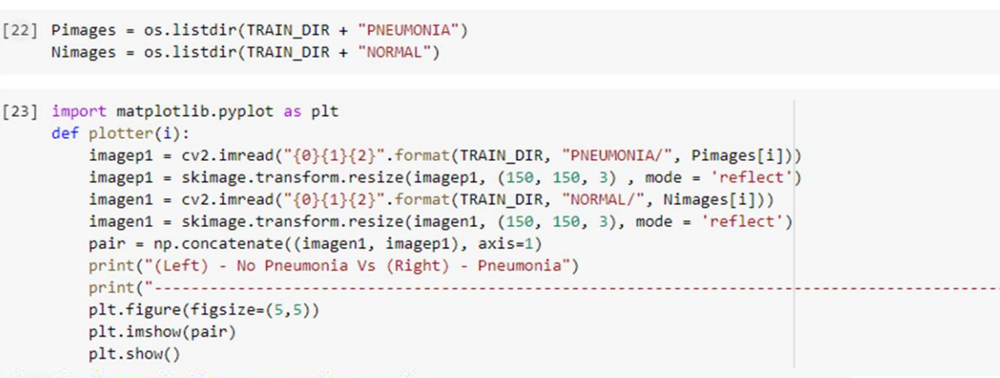 [22] Pimages = os.listdir(TRAIN_DIR + "PNEUMONIA")
     Nimages = os.listdir(TRAIN_DIR + "NORMAL")
[23] import matplotlib.pyplot as plt
     def plotter(i):
         imagep1 = cv2.imread("{0}{1}{2}".format(TRAIN_DIR, "PNEUMONIA/", Pimages[i]))
         imagep1 = skimage.transform.resize(imagep1, (150, 150, 3) , mode = 'reflect')
         imagen1 = cv2.imread("{0}{1}{2}".format(TRAIN_DIR, "NORMAL/", Nimages[i]))
         imagen1 = skimage.transform.resize(imagen1, (150, 150, 3), mode = 'reflect')
         pair = np.concatenate((imagen1, imagep1), axis=1)
         print("(Left) - No Pneumonia Vs (Right) - Pneumonia")
         print("--------------------------------------------------------------------------------------------
         plt.figure(figsize=(5,5))
         plt.imshow(pair)
         plt.show()